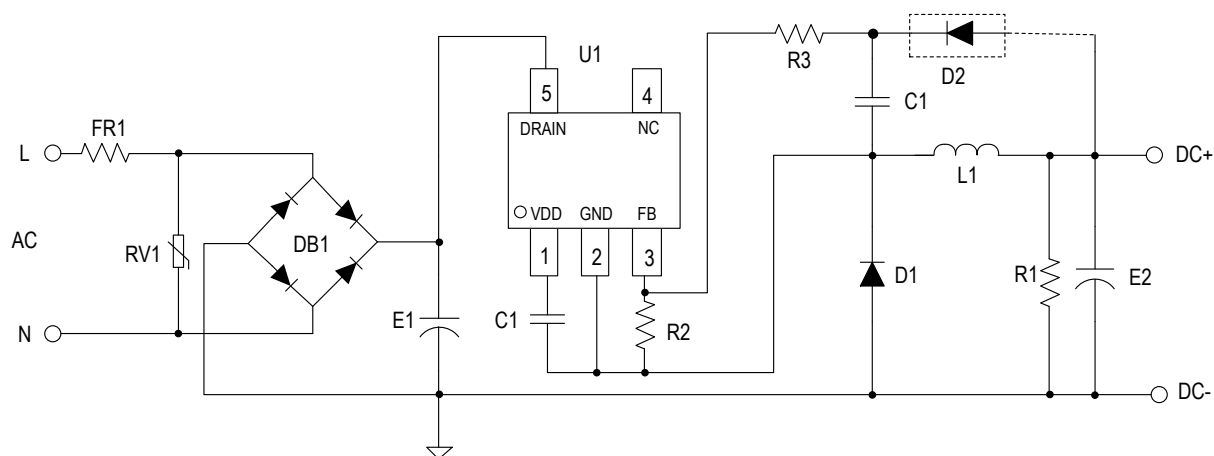 U1
R3
D2
5
4
C1
DRAIN
NC
FR1
L
L1
DC+
VDD
GND
FB
AC
RV1
DB1
1
2
3
D1
R1
E2
E1
C1
R2
N
DC-